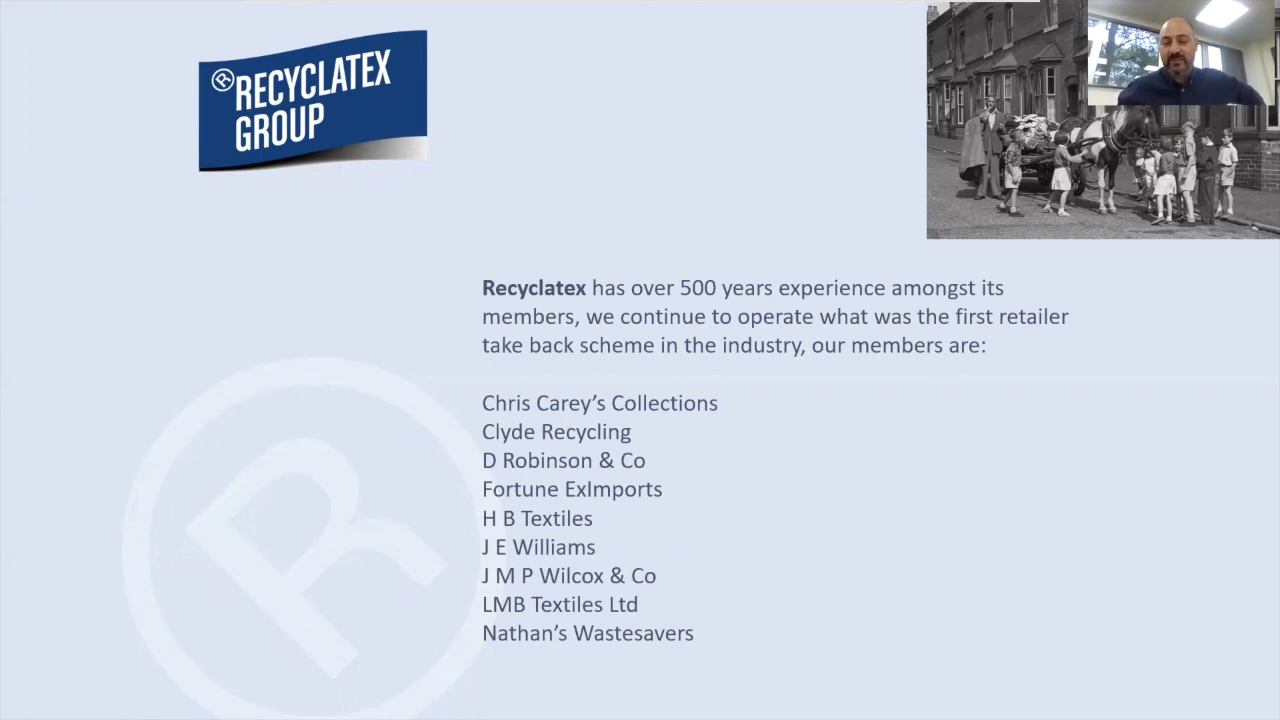 ® RECYCLATEX
GROUP
Recyclatex has over 500 years experience amongst its
members, we continue to operate what was the first retailer
take back scheme in the industry, our members are:
Chris Carey’s Collections
Clyde Recycling
D Robinson & Co
Fortune ExImports
H B Textiles
J E Williams
J M P Wilcox & Co
LMB Textiles Ltd
Nathan’s Wastesavers
R